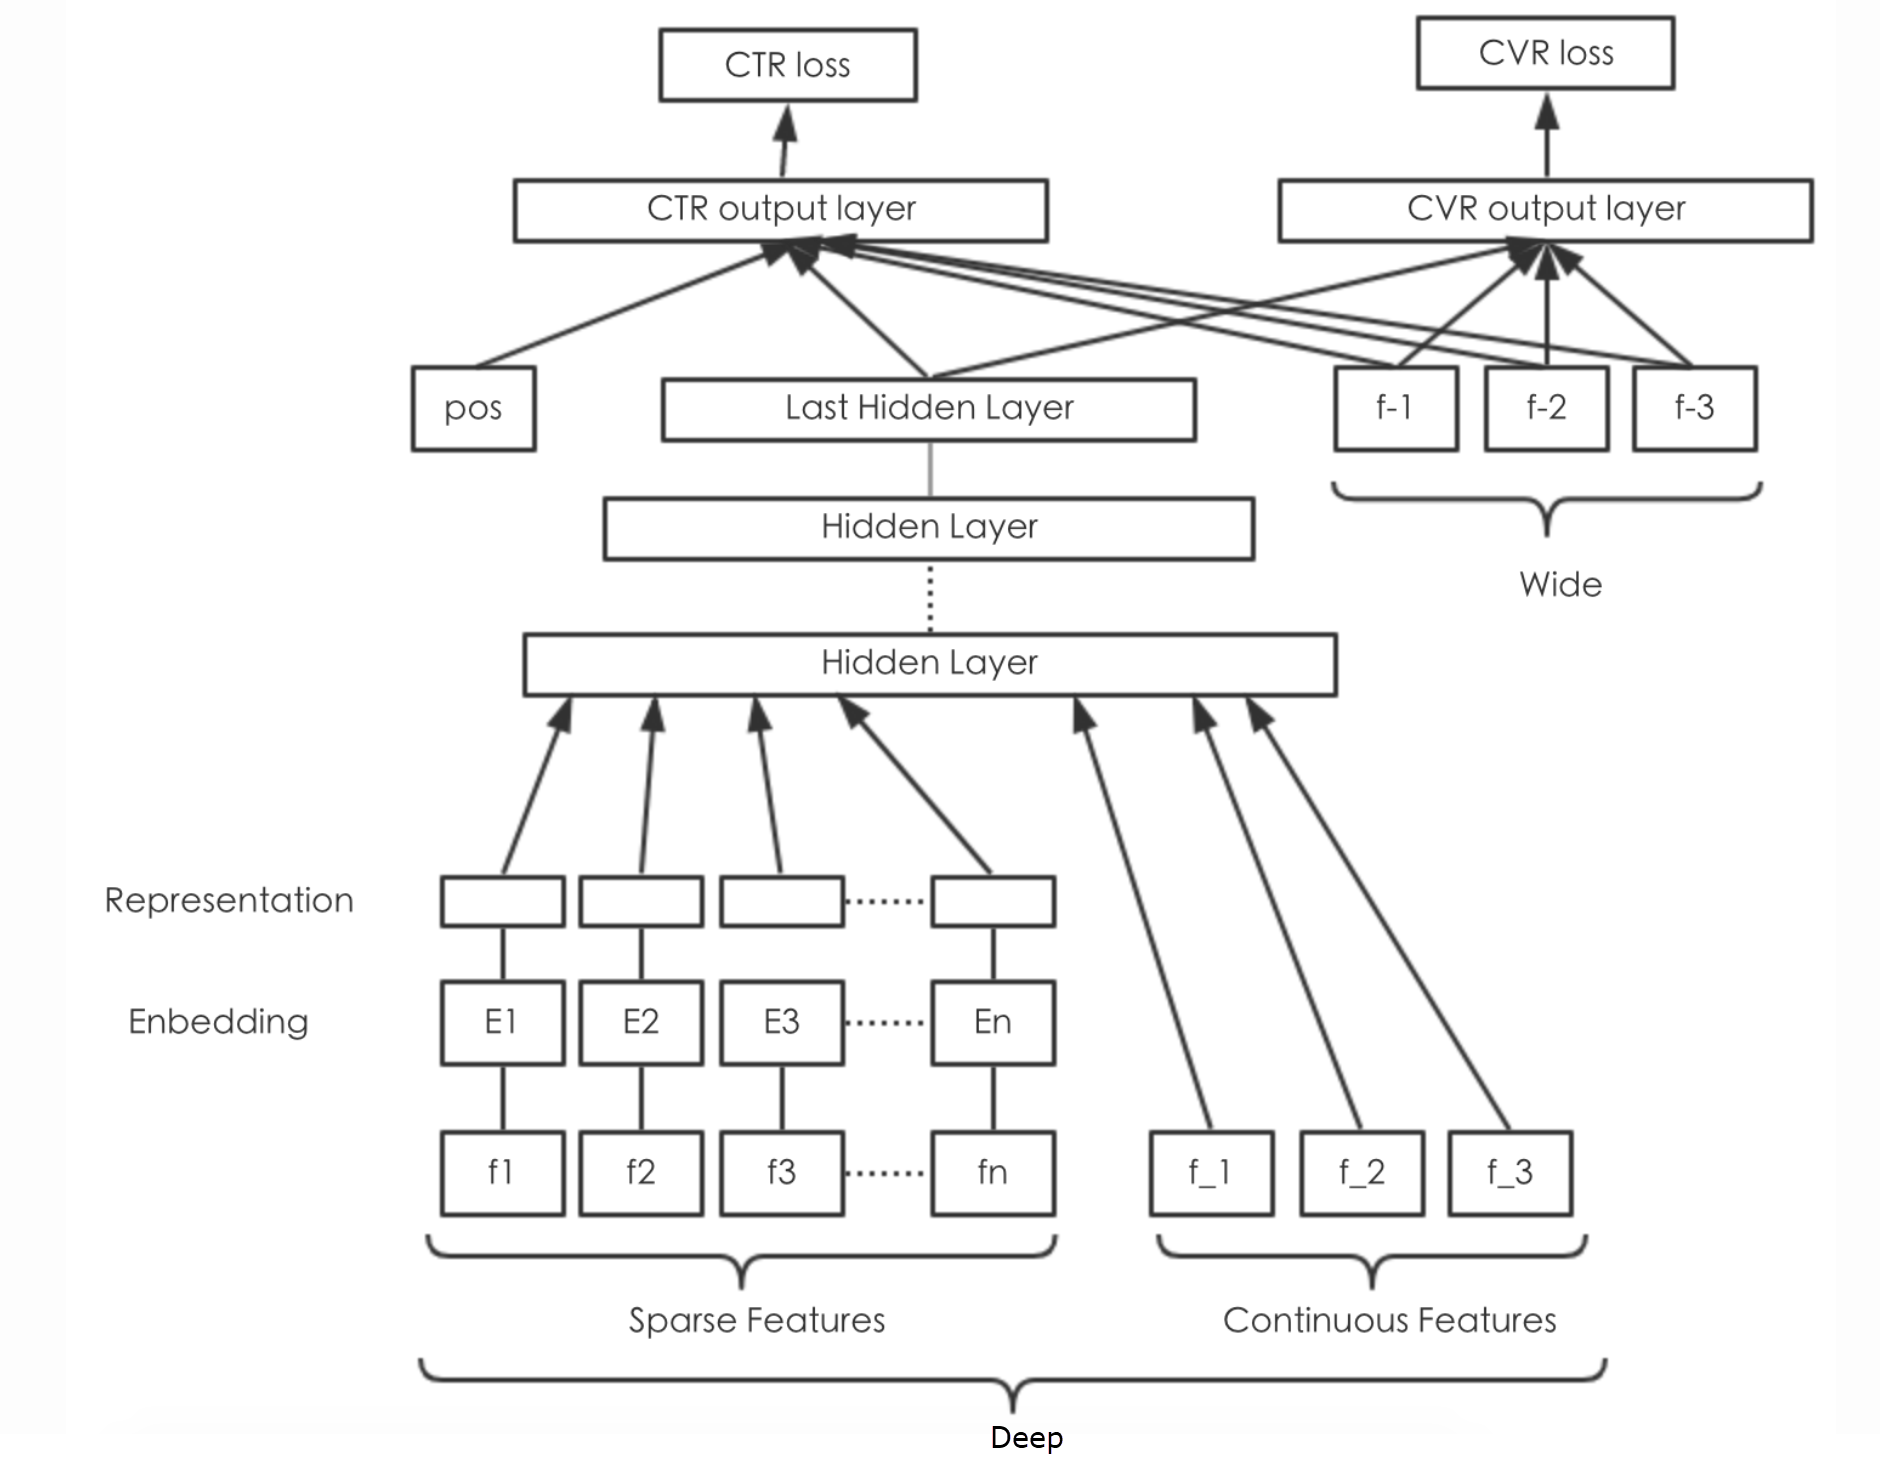 CTR loss
CVR loss
CTR output layer
CVR output layer
pos
Last Hidden Layer
f-1
f-2
f-3
Hidden Layer
Wide
Hidden Layer
Representation
Enbedding
E1
E2
E3
En
f1
f2
f3
fn
f_1
f_2
f_3
Sparse Features
Continuous Features
Deep